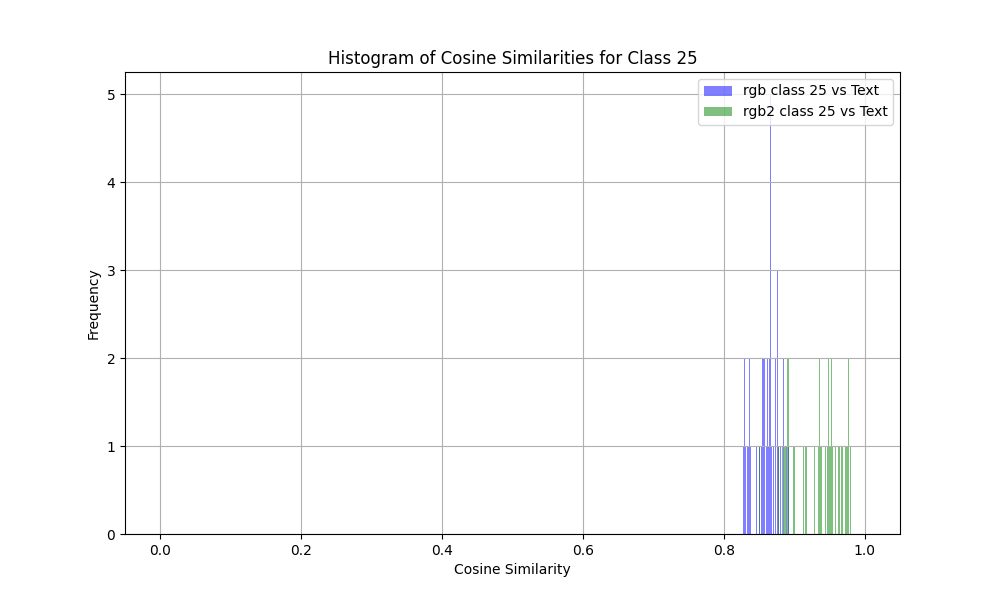 Histogram of Cosine Similarities for Class 25
rgb class 25 vs Text
rgb2 class 25 vs Text
5
4
3
2
1
0
Frequency
0.0 0.2 0.4 0.6 0.8 1.0
Cosine Similarity